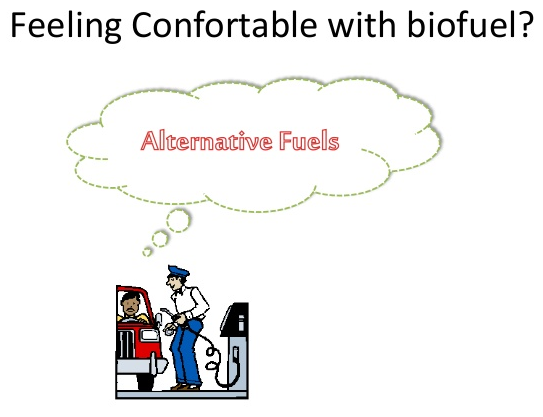 Feeling Confortable with biofuel?
Alternative Fuels